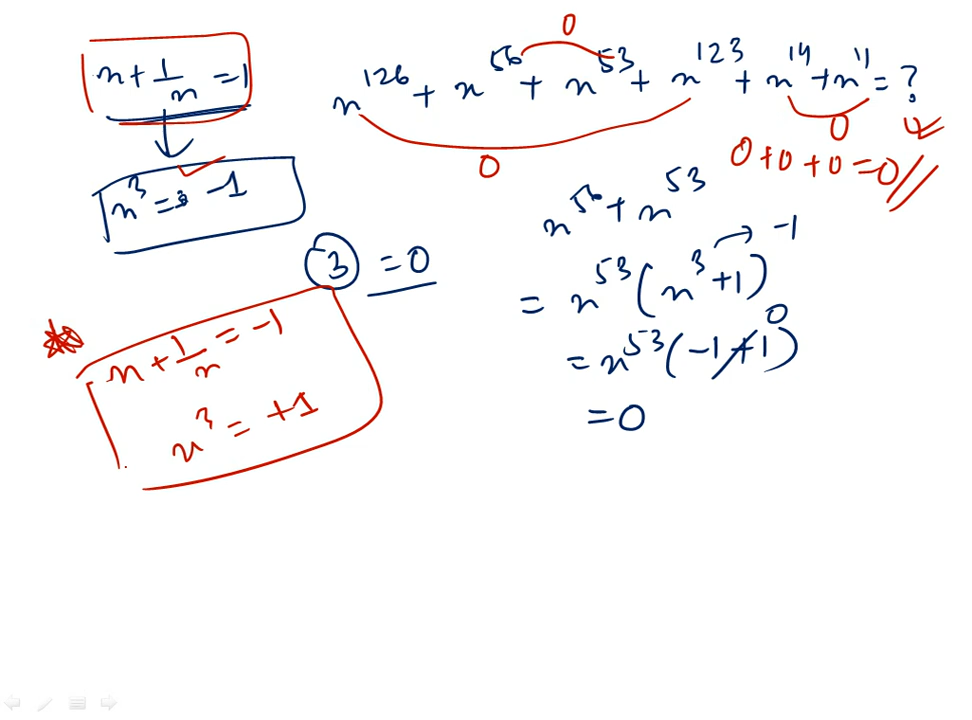 x + 1/x = 1
x^126 + x^56 + x^53 + x^123 + x^14 + x^11 = ?
0
0
0
0 + 0 + 0 = 0 //
x^3 = -1
x^56 + x^53
3 = 0
= x^53 (x^3 + 1)
-1
= x^53 (-1 + 1)
0
= 0
x + 1/x = -1
x^3 = +1